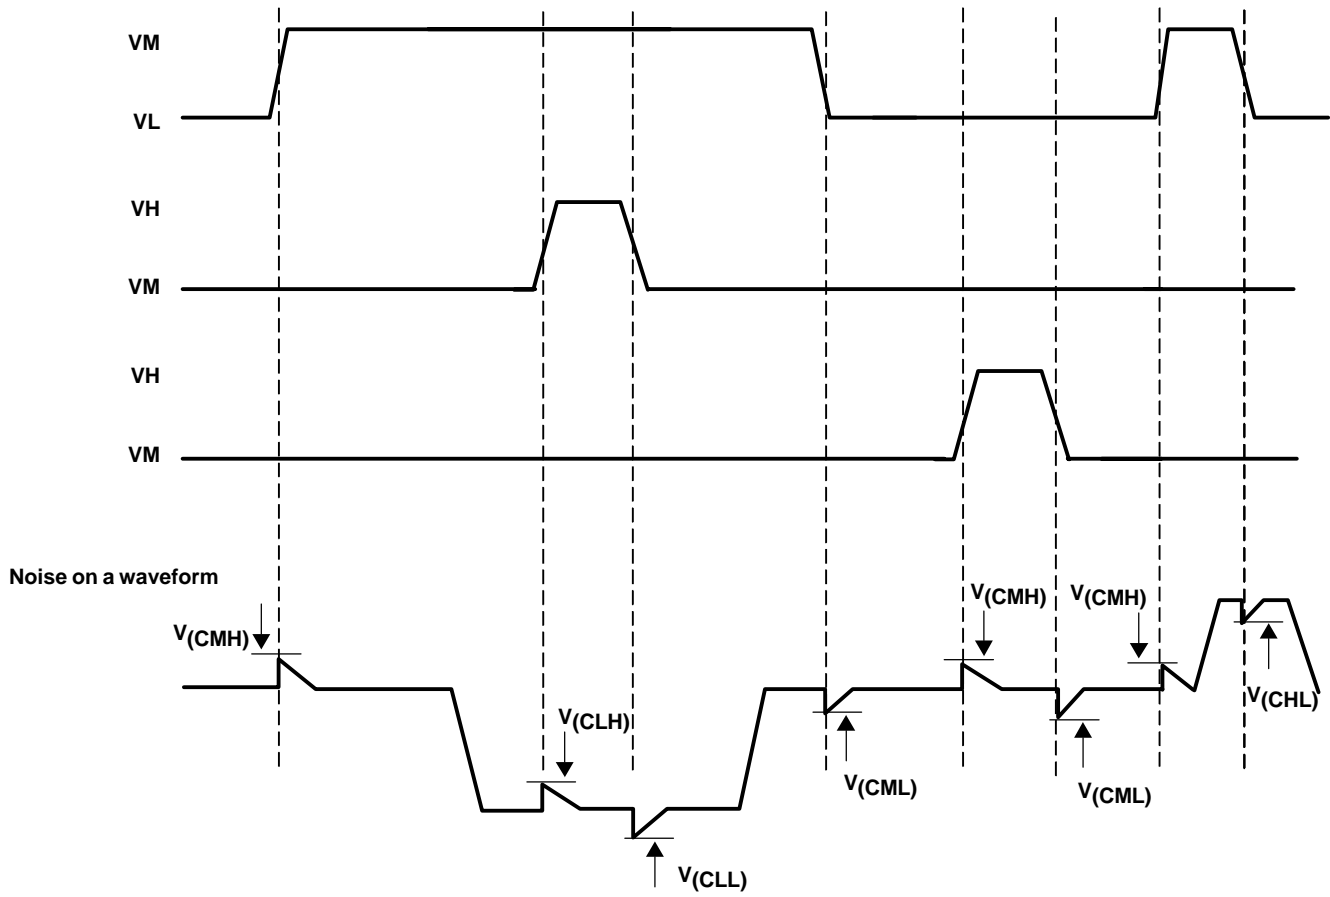 VM
VL
VH
VM
VH
VM
Noise on a waveform
V(CMH)
V(CLH)
V(CLL)
V(CML)
V(CMH)
V(CML)
V(CMH)
V(CHL)